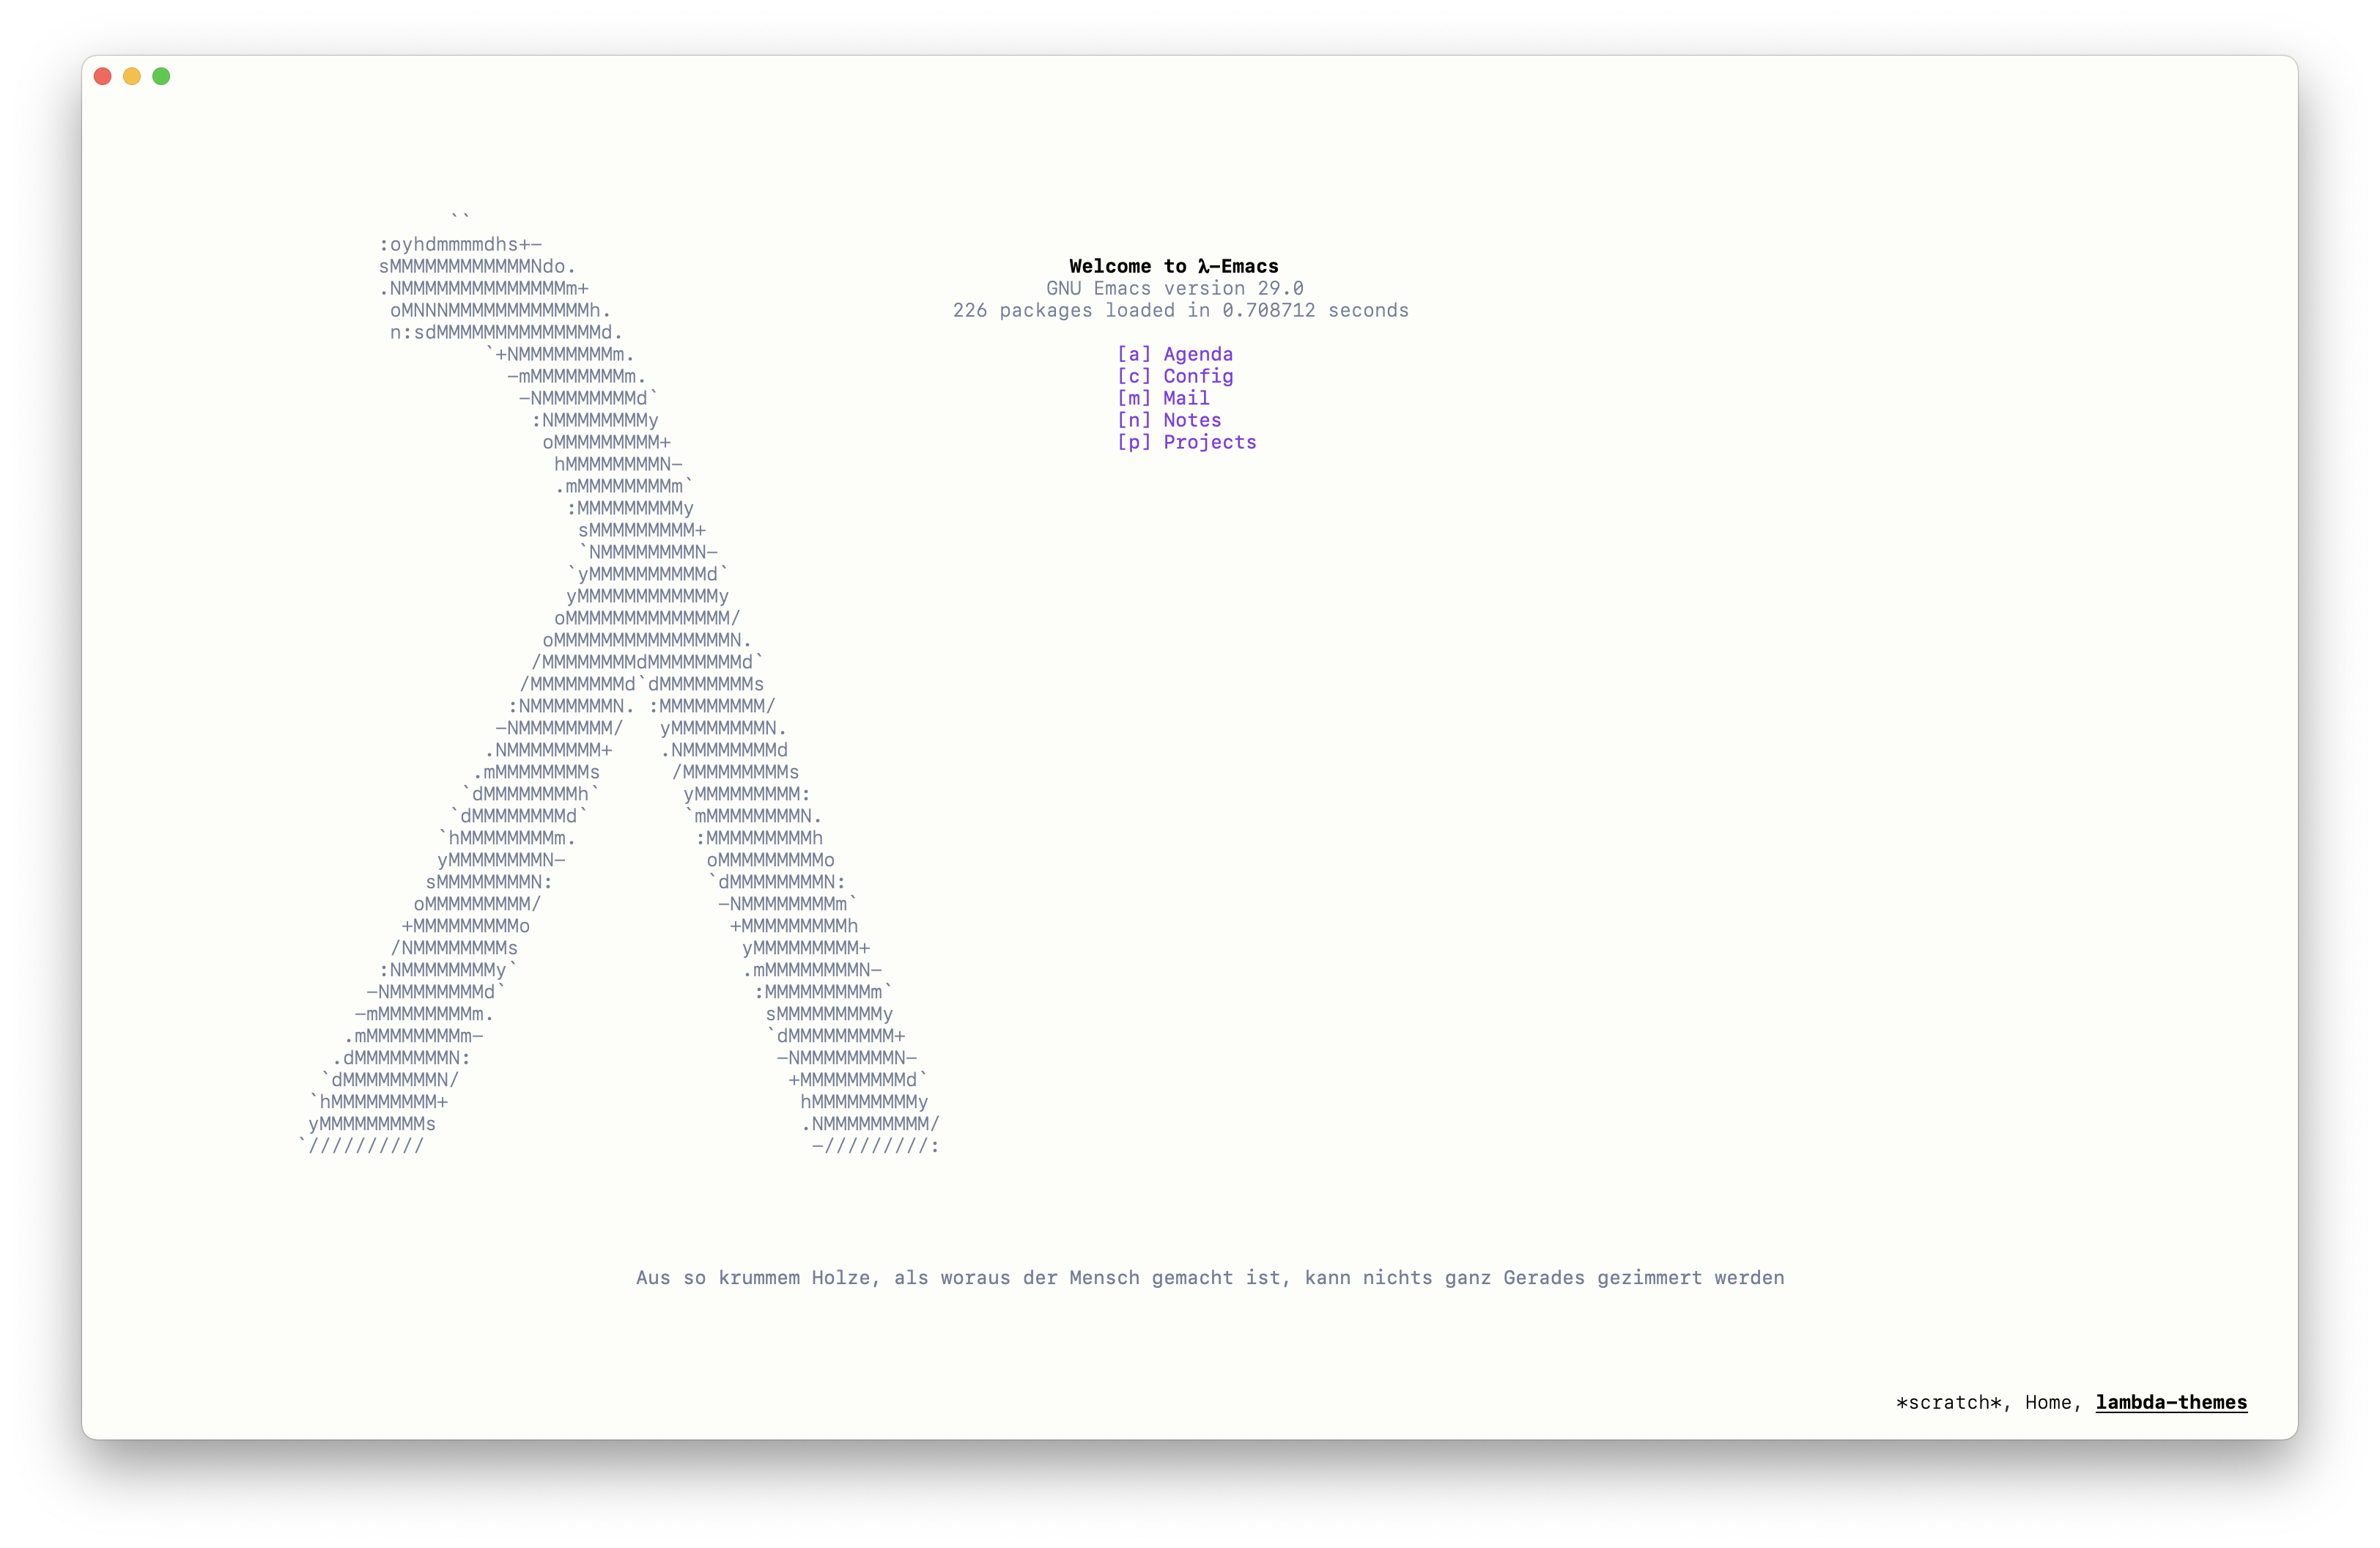 ``
:oyhdmmmmdhs+-
sMMMMMMMMMMMMNdo.
.NMMMMMMMMMMMMMMm+
oMNNNMMMMMMMMMMMMh.
n:sdMMMMMMMMMMMMMMd.
`+NMMMMMMMMm.
-mMMMMMMMMm.
-NMMMMMMMMd`
:NMMMMMMMMy
oMMMMMMMMM+
hMMMMMMMMN-
.mMMMMMMMMm`
:MMMMMMMMMy
sMMMMMMMMM+
`NMMMMMMMMN-
`yMMMMMMMMMMd`
yMMMMMMMMMMMMy
oMMMMMMMMMMMMMM/
oMMMMMMMMMMMMMMMN.
/MMMMMMMMdMMMMMMMMd`
/MMMMMMMMd`dMMMMMMMMs
:NMMMMMMMN. :MMMMMMMMM/
-NMMMMMMMM/   yMMMMMMMMN.
.NMMMMMMMM+    .NMMMMMMMMd
.mMMMMMMMMs      /MMMMMMMMMs
`dMMMMMMMMh`       yMMMMMMMMM:
`dMMMMMMMMd`        `mMMMMMMMMN.
`hMMMMMMMMm.          :MMMMMMMMMh
yMMMMMMMMN-            oMMMMMMMMMo
sMMMMMMMMN:             `dMMMMMMMMN:
oMMMMMMMMM/               -NMMMMMMMMm`
+MMMMMMMMMo                 +MMMMMMMMMh
/NMMMMMMMMs                   yMMMMMMMMM+
:NMMMMMMMMy`                   .mMMMMMMMMN-
-NMMMMMMMMd`                     :MMMMMMMMMm`
-mMMMMMMMMm.                       sMMMMMMMMMy
.mMMMMMMMMm-                        `dMMMMMMMMM+
.dMMMMMMMMN:                          -NMMMMMMMMN-
`dMMMMMMMMN/                            +MMMMMMMMMd`
`hMMMMMMMMM+                              hMMMMMMMMMy
yMMMMMMMMMs                               .NMMMMMMMMM/
`//////////                                 -/////////:
Welcome to λ-Emacs
GNU Emacs version 29.0
226 packages loaded in 0.708712 seconds
[a] Agenda
[c] Config
[m] Mail
[n] Notes
[p] Projects
Aus so krummem Holze, als woraus der Mensch gemacht ist, kann nichts ganz Gerades gezimmert werden
*scratch*, Home, lambda-themes